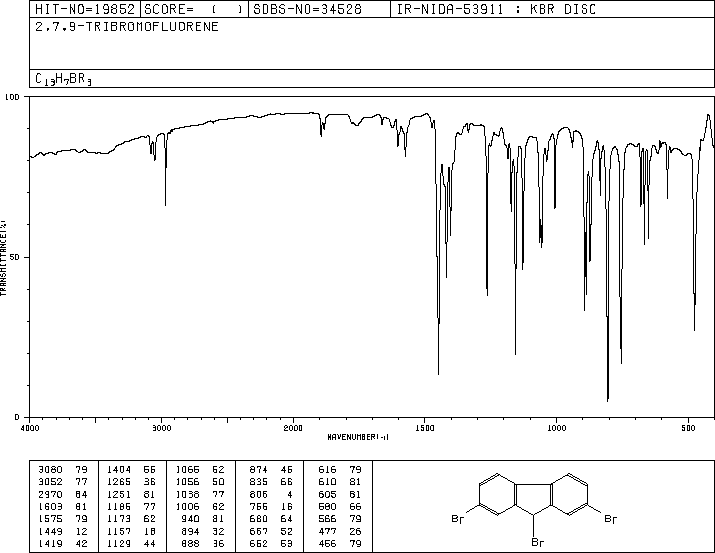 HIT-NO=19852 SCORE= ( ) SDBS-NO=34528 IR-NIDA-53911 : KBR DISC
2.7.9-TRIBROMOFLUORENE
C13H7BR3
100
50
0
TRANSMITTANCE(%)
4000 3000 2000 1500 1000 500
WAVENUMBER(-1)
3080 79 1404 56 1066 52 874 46 616 79
3052 77 1265 36 1056 50 835 66 610 81
2970 64 1251 81 1038 77 806 4 605 81
1603 81 1186 77 1006 62 756 16 580 66
1575 79 1173 62 940 81 680 64 566 79
1449 12 1157 18 894 32 667 52 477 26
1419 42 1129 44 888 36 652 53 456 79
Br Br
Br